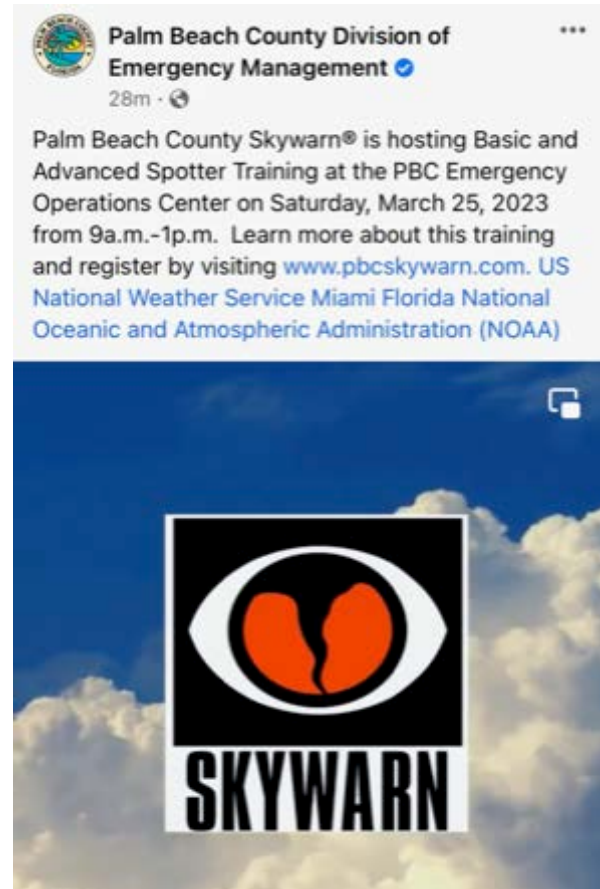 Palm Beach County Division of
Emergency Management
28m ·
Palm Beach County Skywarn® is hosting Basic and
Advanced Spotter Training at the PBC Emergency
Operations Center on Saturday, March 25, 2023
from 9a.m.-1p.m. Learn more about this training
and register by visiting www.pbcskywarn.com. US
National Weather Service Miami Florida National
Oceanic and Atmospheric Administration (NOAA)
SKYWARN